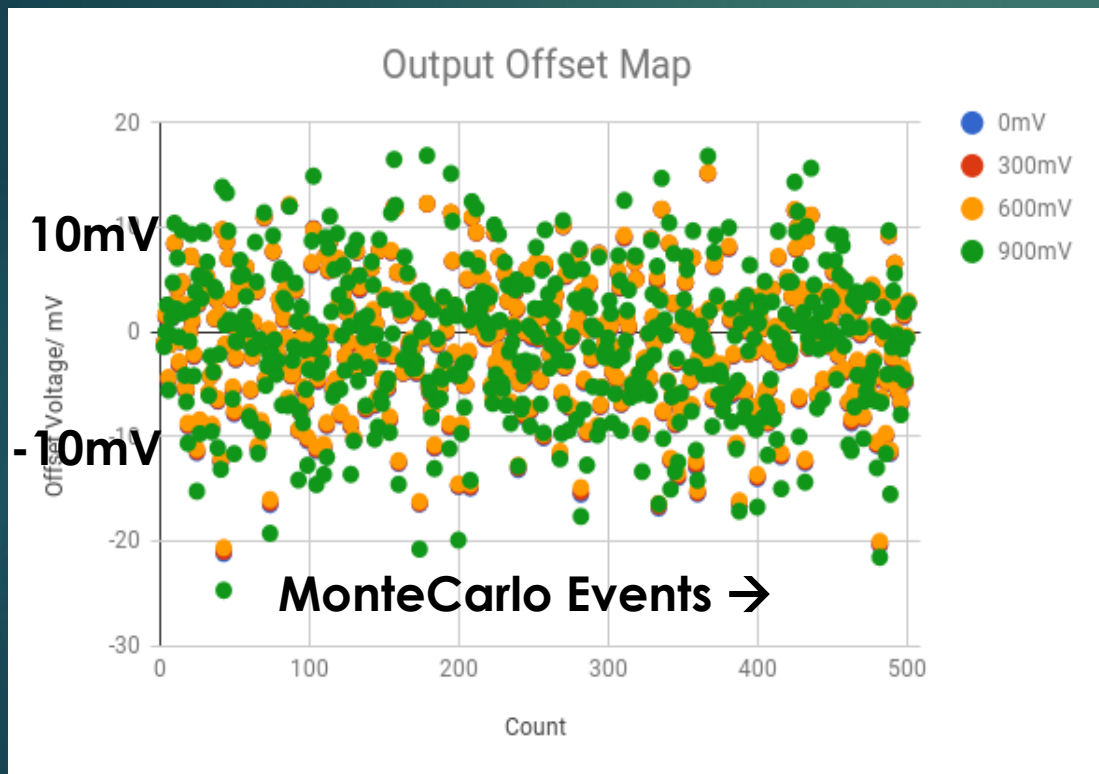 Output Offset Map
20
10mV
0
-10mV
-20
-30
Offset Voltage/ mV
MonteCarlo Events →
0
100
200
300
400
500
Count
0mV
300mV
600mV
900mV